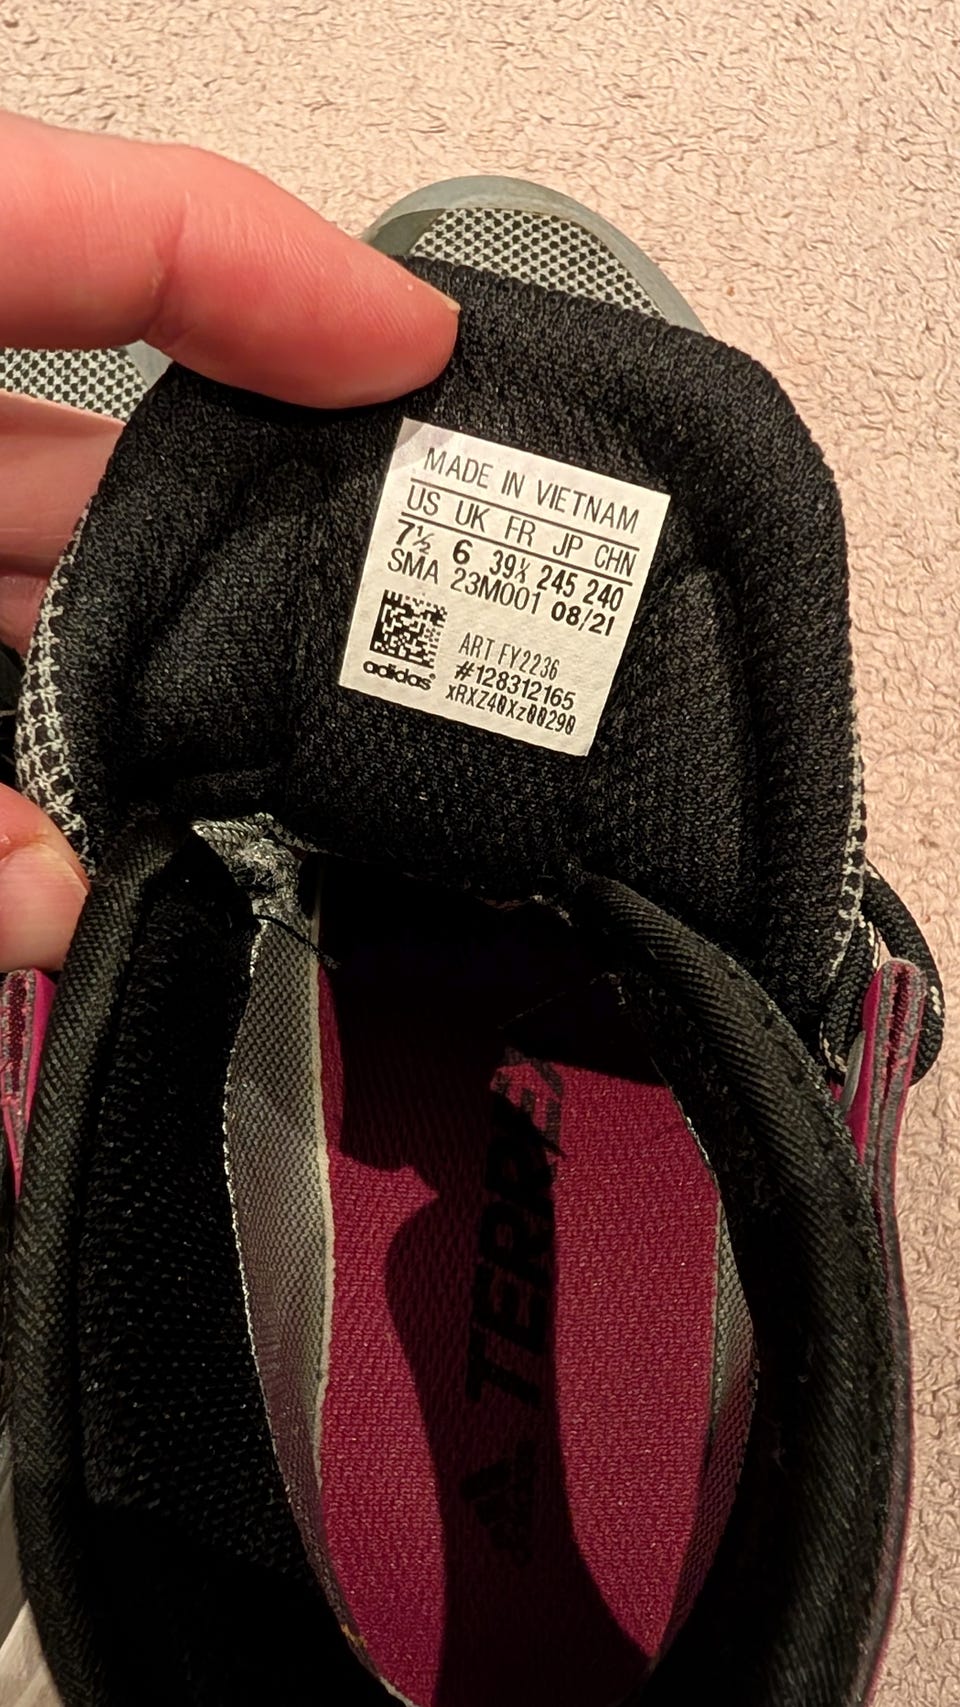 MADE IN VIETNAM
US UK FR JP CHN
7½ 6 39⅓ 245 240
SMA 23M001 08/21
ART FY2236
#128312165
xRXZ40Xz00290
adidas
TERREX